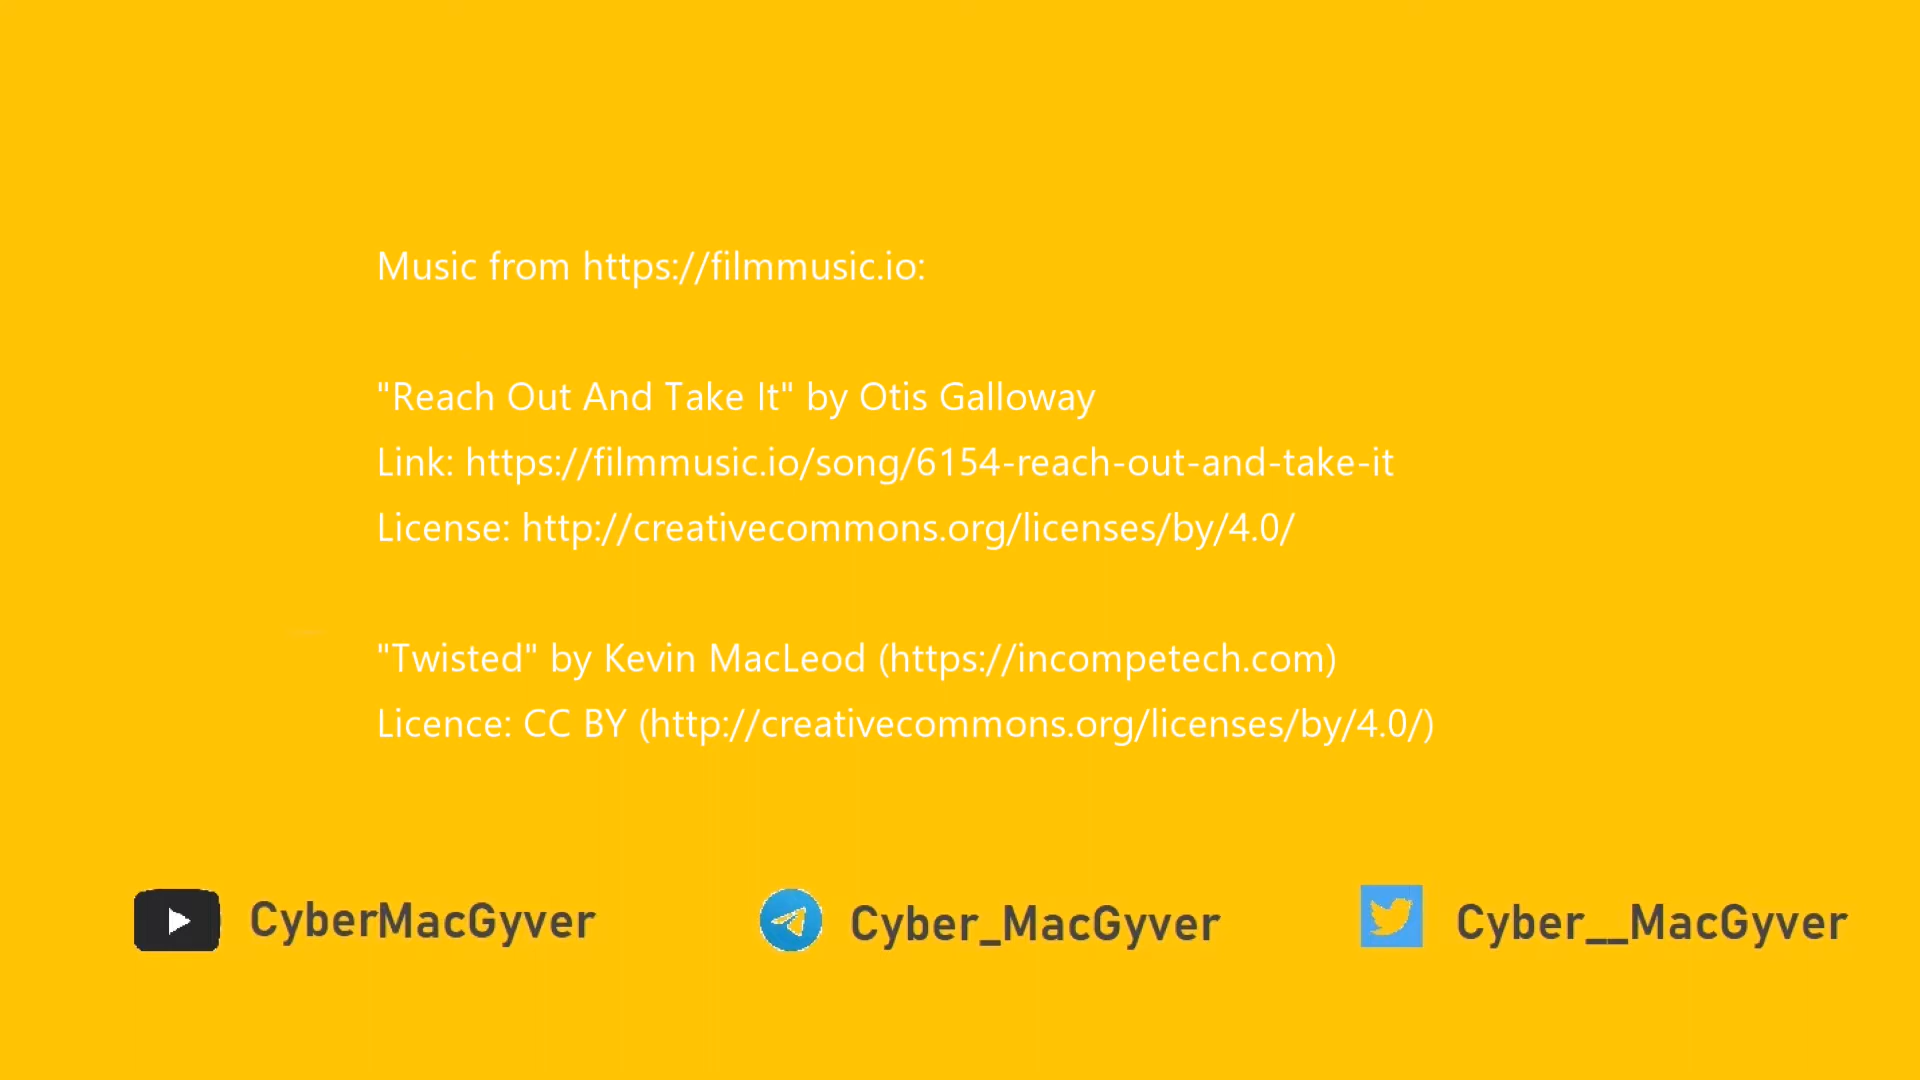 Music from https://filmmusic.io:
"Reach Out And Take It" by Otis Galloway
Link: https://filmmusic.io/song/6154-reach-out-and-take-it
License: http://creativecommons.org/licenses/by/4.0/
"Twisted" by Kevin MacLeod (https://incompetech.com)
Licence: CC BY (http://creativecommons.org/licenses/by/4.0/)
CyberMacGyver
Cyber_MacGyver
Cyber__MacGyver